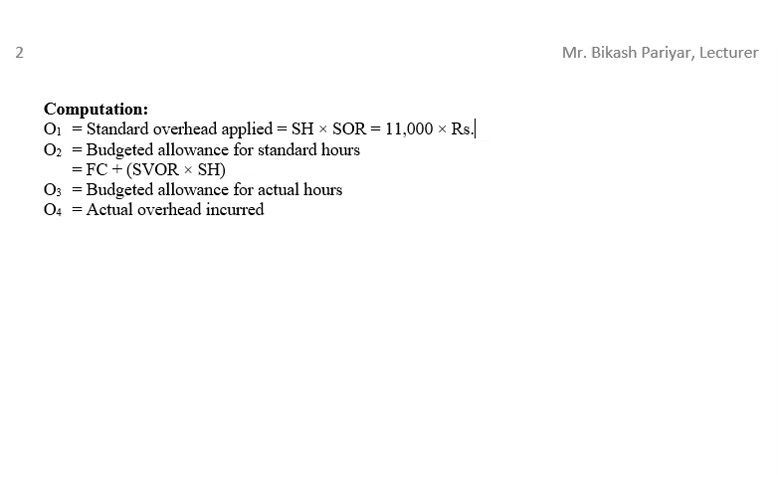 2
Mr. Bikash Pariyar, Lecturer
Computation:
O₁ = Standard overhead applied = SH × SOR = 11,000 × Rs.
O₂ = Budgeted allowance for standard hours
= FC + (SVOR × SH)
O₃ = Budgeted allowance for actual hours
O₄ = Actual overhead incurred